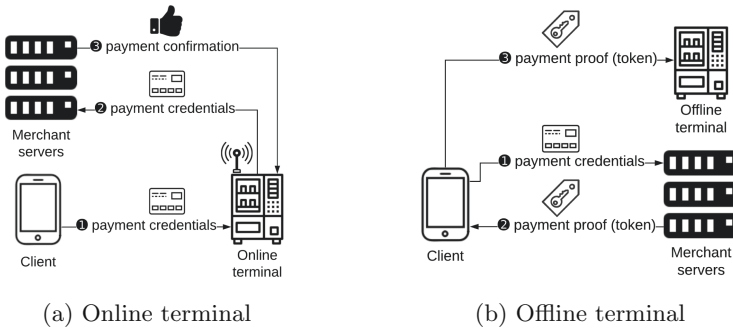 ❸ payment confirmation
❷ payment credentials
Merchant
servers
❶ payment credentials
Client
Online
terminal
(a) Online terminal
❸ payment proof (token)
Offline
terminal
❶ payment credentials
❷ payment proof (token)
Client
Merchant
servers
(b) Offline terminal